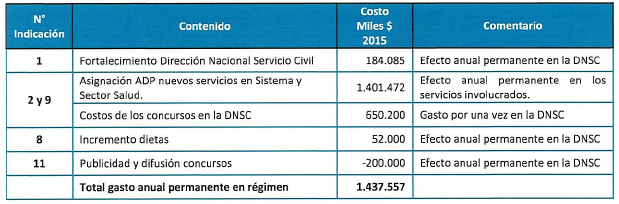 N° Indicación Contenido Costo Miles $ 2015 Comentario
1 Fortalecimiento Dirección Nacional Servicio Civil 184.085 Efecto anual permanente en la DNSC
2 y 9 Asignación ADP nuevos servicios en Sistema y Sector Salud. 1.401.472 Efecto anual permanente en los servicios involucrados.
Costos de los concursos en la DNSC 650.200 Gasto por una vez en la DNSC
8 Incremento dietas 52.000 Efecto anual permanente en la DNSC
11 Publicidad y difusión concursos -200.000 Efecto anual permanente en la DNSC
Total gasto anual permanente en régimen 1.437.557